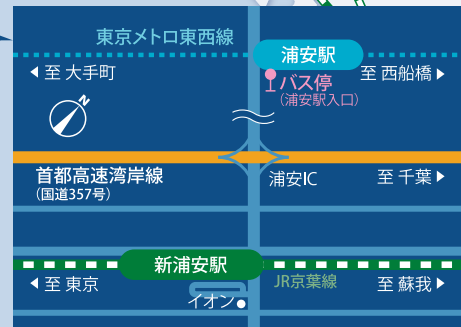 東京メトロ東西線
浦安駅
◀ 至 大手町
バス停
(浦安駅入口)
至 西船橋 ▶
N
首都高速湾岸線
(国道357号)
浦安IC
至 千葉 ▶
新浦安駅
◀ 至 東京
イオン
JR京葉線
至 蘇我 ▶